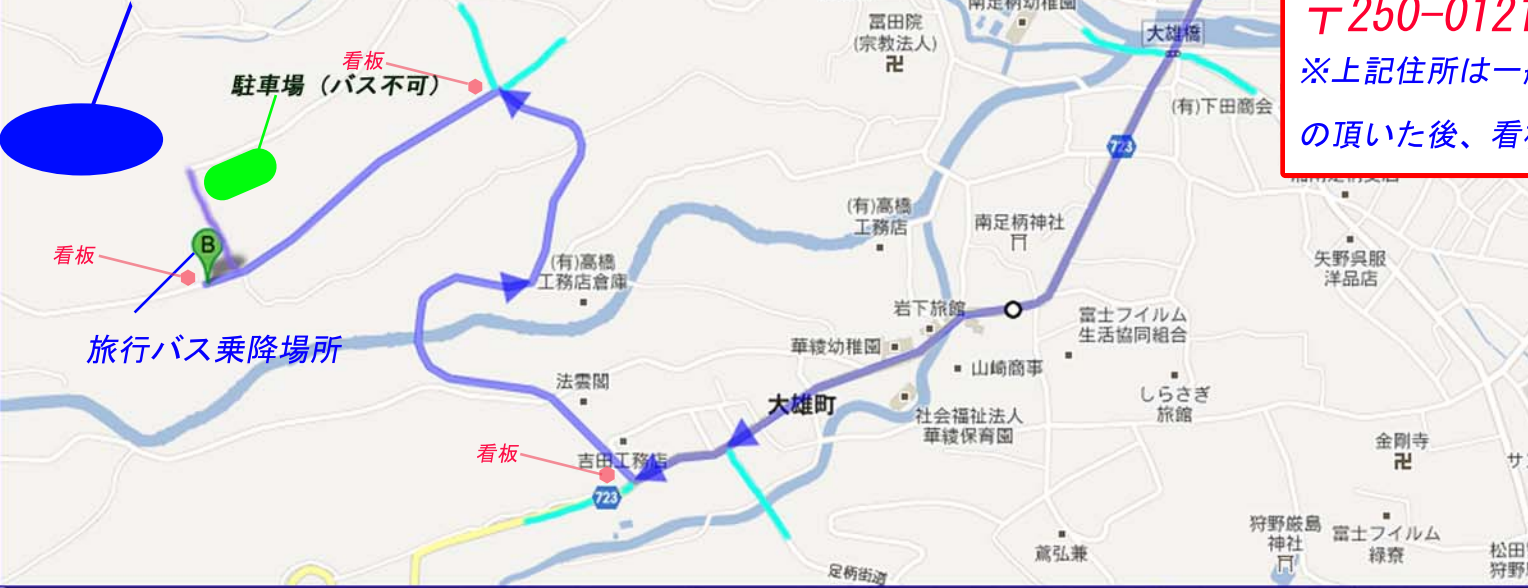 南足柄幼稚園
〒250-0121
冨田院
(宗教法人)
大雄橋
看板
※上記住所は一
駐車場（バス不可）
(有)下田商会
の頂いた後、看
723
(有)高橋
工務店
南足柄神社
B
看板
矢野呉服
洋品店
(有)高橋
工務店倉庫
岩下旅館
富士フイルム
生活協同組合
旅行バス乗降場所
華綾幼稚園
山崎商事
法雲閣
しらさぎ
旅館
大雄町
社会福祉法人
華綾保育園
看板
吉田工務店
金剛寺
サ
723
狩野厳島
神社
富士フイルム
緑寮
蔦弘兼
松田
狩野
足柄街道